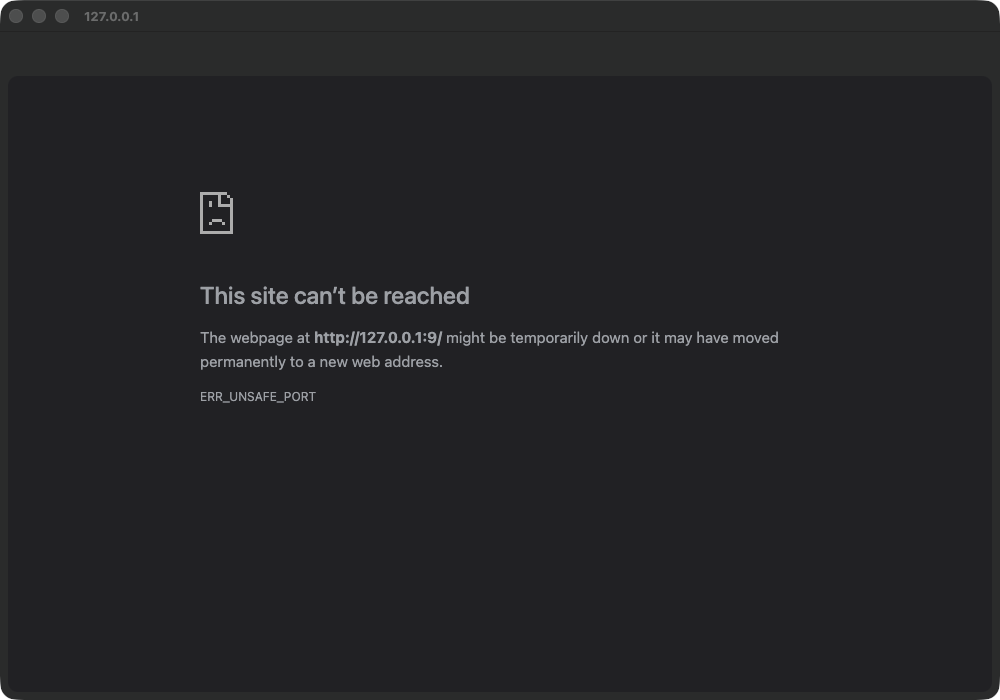 127.0.0.1
This site can’t be reached
The webpage at http://127.0.0.1:9/ might be temporarily down or it may have moved
permanently to a new web address.
ERR_UNSAFE_PORT